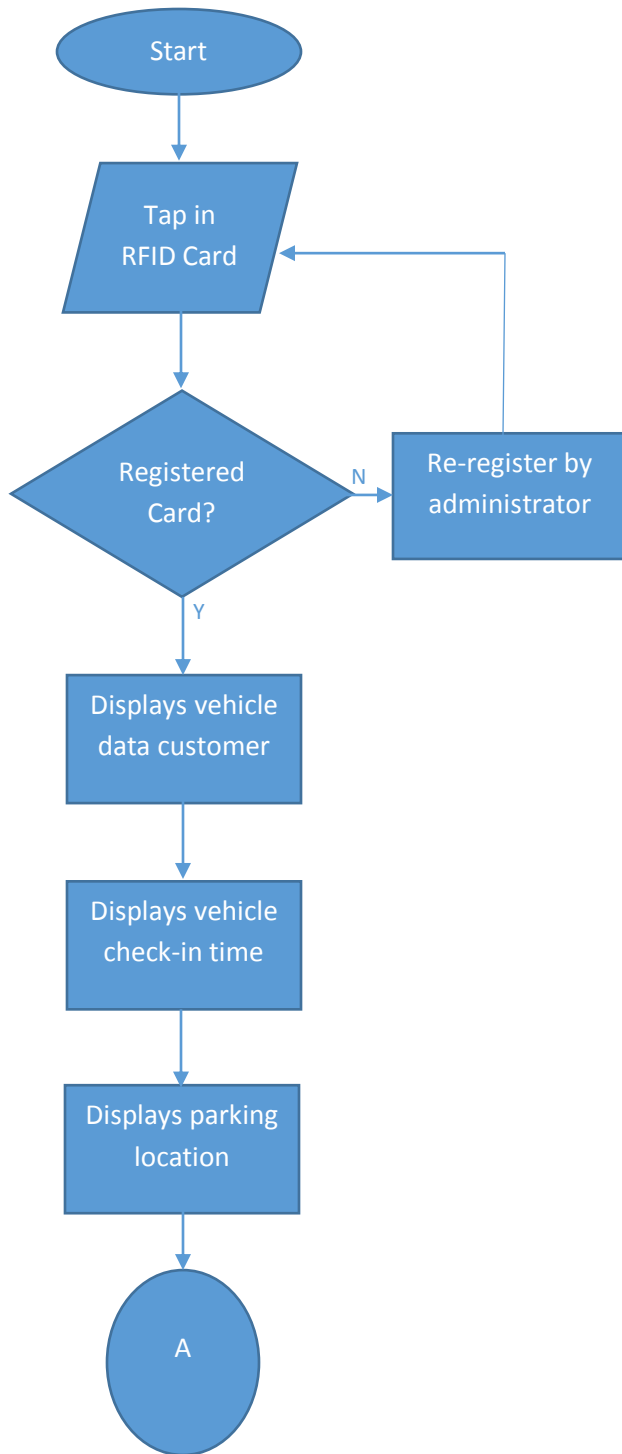 Start
Tap in
RFID Card
Registered
Card?
N
Re-register by
administrator
Y
Displays vehicle
data customer
Displays vehicle
check-in time
Displays parking
location
A